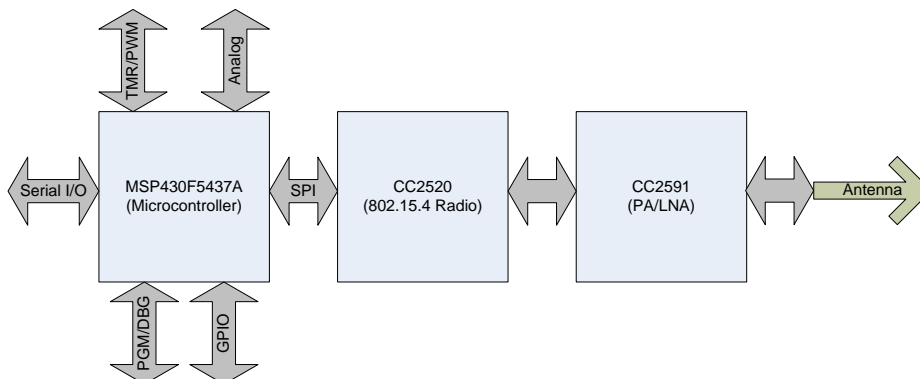 TMR/PWM
Analog
Serial I/O
MSP430F5437A
(Microcontroller)
SPI
CC2520
(802.15.4 Radio)
CC2591
(PA/LNA)
Antenna
PGM/DBG
GPIO